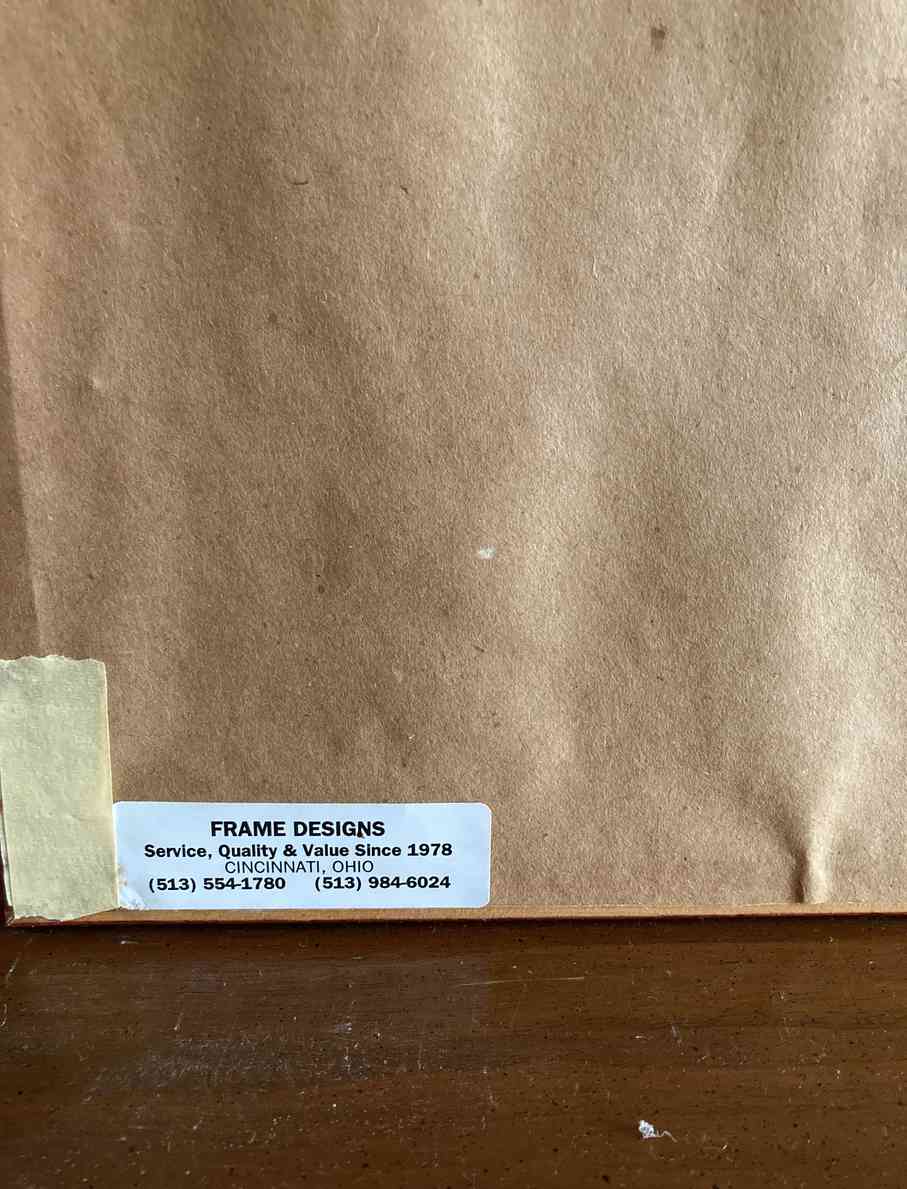 FRAME DESIGNS
Service, Quality & Value Since 1978
CINCINNATI, OHIO
(513) 554-1780 (513) 984-6024